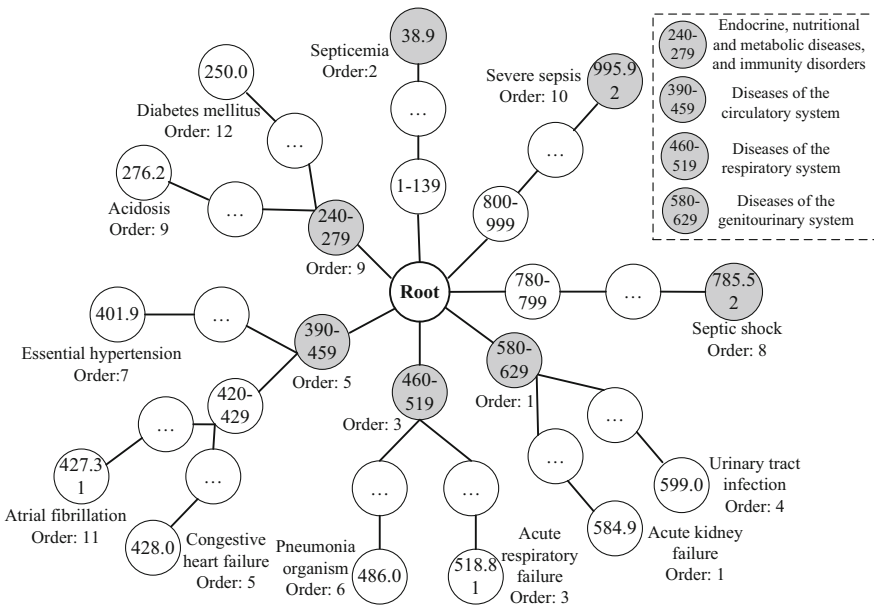 Septicemia
Order:2
38.9
...
1-139
Severe sepsis
Order: 10
995.9
2
...
800-
999
240-
279
Endocrine, nutritional
and metabolic diseases,
and immunity disorders
390-
459
Diseases of the
circulatory system
460-
519
Diseases of the
respiratory system
580-
629
Diseases of the
genitourinary system
250.0
Diabetes mellitus
Order: 12
...
276.2
Acidosis
Order: 9
...
240-
279
Order: 9
Root
780-
799
...
785.5
2
Septic shock
Order: 8
401.9
Essential hypertension
Order:7
...
390-
459
Order: 5
420-
429
...
427.3
1
Atrial fibrillation
Order: 11
...
428.0
Congestive
heart failure
Order: 5
460-
519
Order: 3
...
486.0
Pneumonia
organism
Order: 6
...
518.8
1
Acute
respiratory
failure
Order: 3
580-
629
Order: 1
...
584.9
Acute kidney
failure
Order: 1
...
599.0
Urinary tract
infection
Order: 4